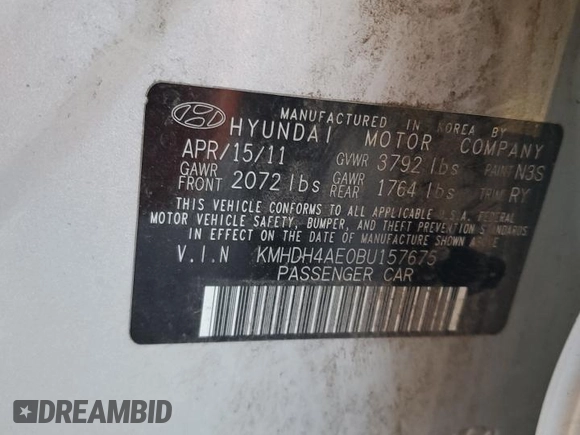 MANUFACTURED IN KOREA BY
HYUNDAI MOTOR COMPANY
APR/15/11 GVWR 3792 lbs PAINT N3S
GAWR FRONT 2072 lbs GAWR REAR 1764 lbs TRIM RY
THIS VEHICLE CONFORMS TO ALL APPLICABLE U.S.A. FEDERAL
MOTOR VEHICLE SAFETY, BUMPER, AND THEFT PREVENTION STANDARDS
IN EFFECT ON THE DATE OF MANUFACTURE SHOWN ABOVE.
V.I.N KMHDH4AE0BU157675
PASSENGER CAR
DREAMBID